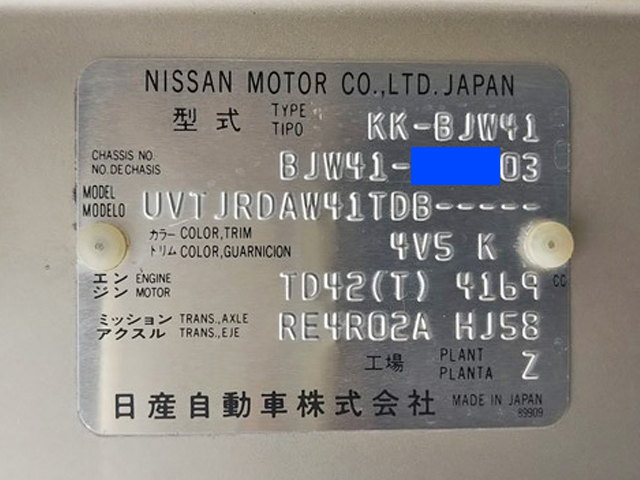 NISSAN MOTOR CO.,LTD. JAPAN
型式 TYPE TIPO KK-BJW41
CHASSIS NO. NO. DE CHASIS BJW41- 03
MODEL MODELO UVTJRDAW41TDB-----
カラー COLOR, TRIM
トリム COLOR, GUARNICION 4V5 K
エンジン ENGINE MOTOR TD42(T) 4169 CC
ミッション TRANS., AXLE
アクスル TRANS., EJE RE4R02A HJ58
工場 PLANT PLANTA Z
日産自動車株式会社 MADE IN JAPAN
89909